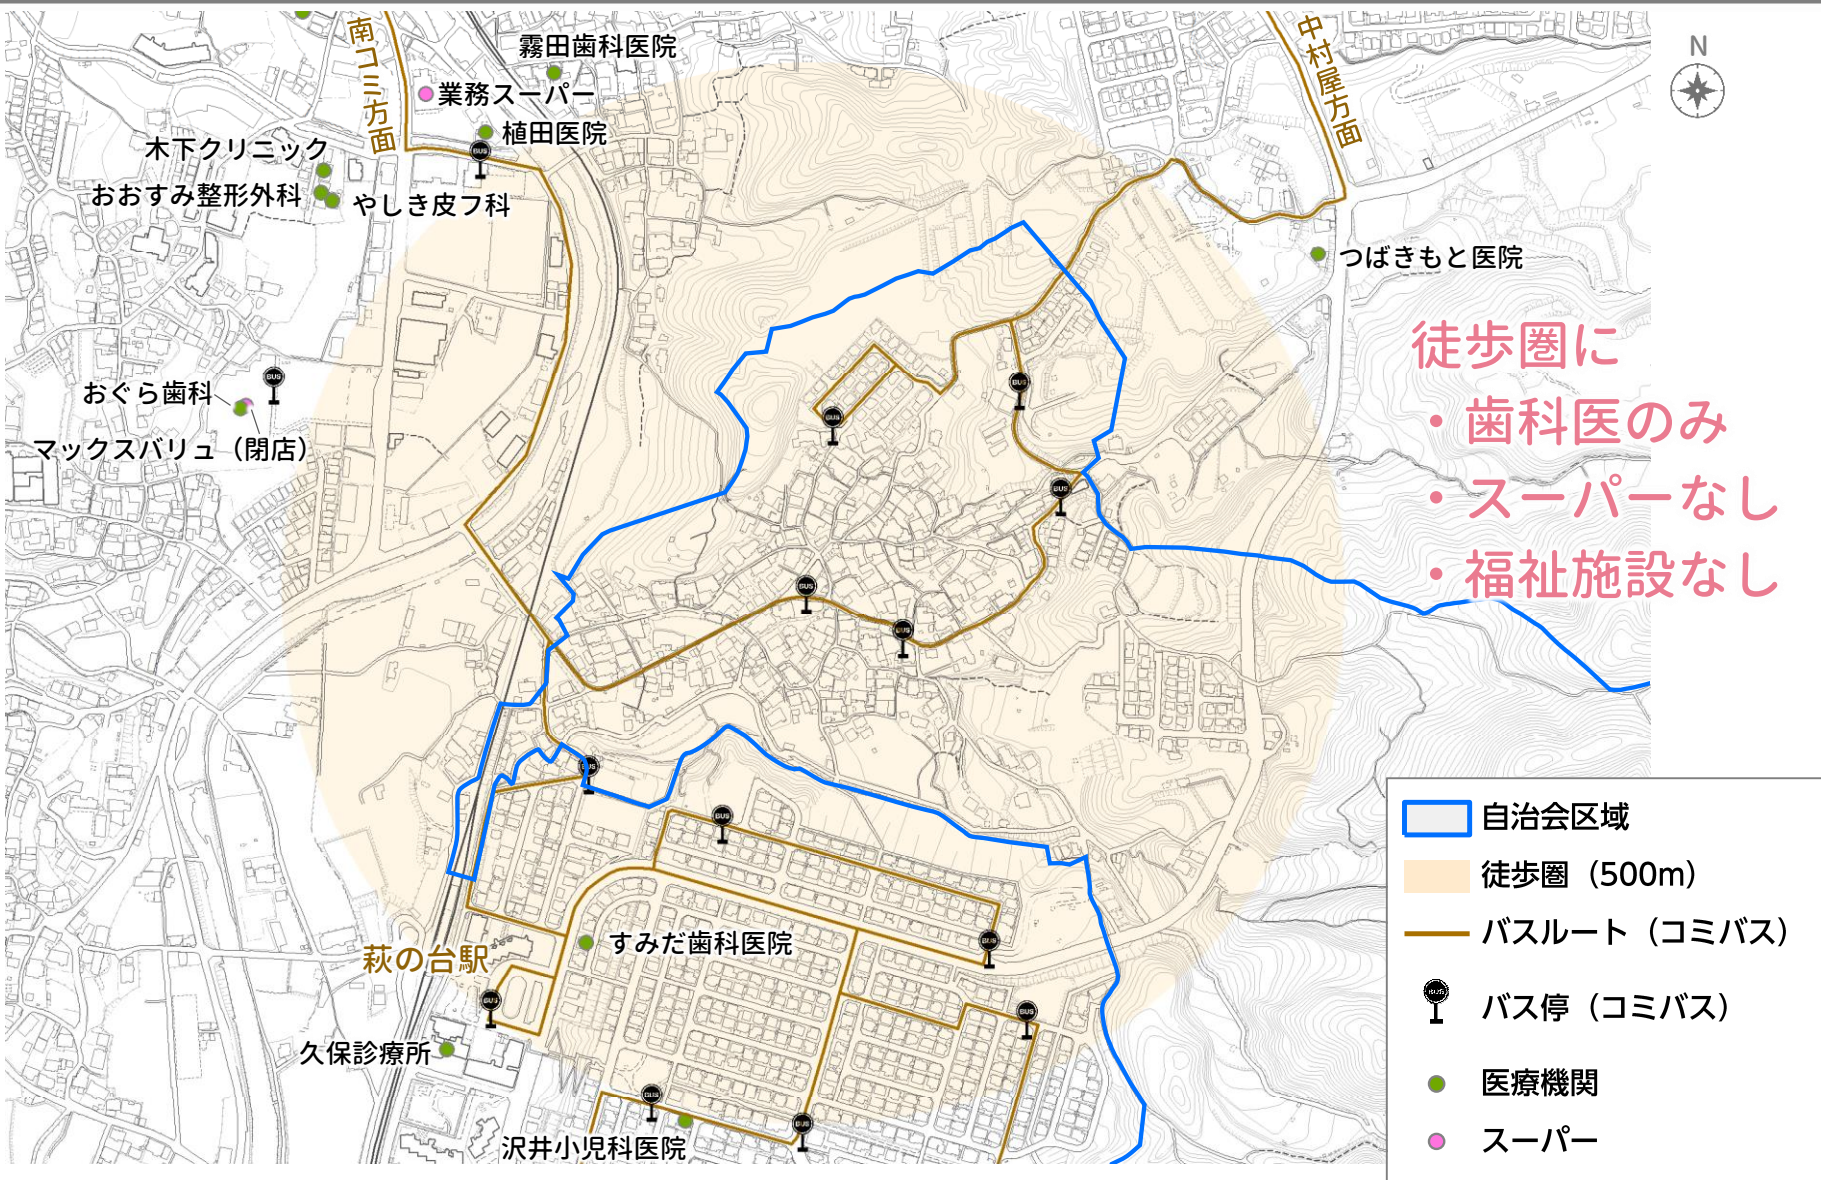 南コミ方面
霧田歯科医院
業務スーパー
植田医院
木下クリニック
おおすみ整形外科
やしき皮フ科
中村屋方面
N
つばきもと医院
おぐら歯科
マックスバリュ（閉店）
徒歩圏に
・歯科医のみ
・スーパーなし
・福祉施設なし
萩の台駅
すみだ歯科医院
久保診療所
沢井小児科医院
自治会区域
徒歩圏（500m）
バスルート（コミバス）
BUS
バス停（コミバス）
医療機関
スーパー